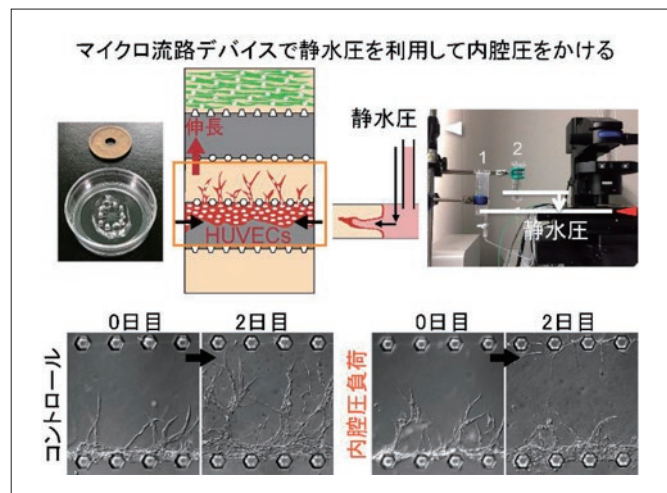 マイクロ流路デバイスで静水圧を利用して内腔圧をかける
伸長
HUVECs
静水圧
1
2
静水圧
コントロール
0日目
2日目
内腔圧負荷
0日目
2日目